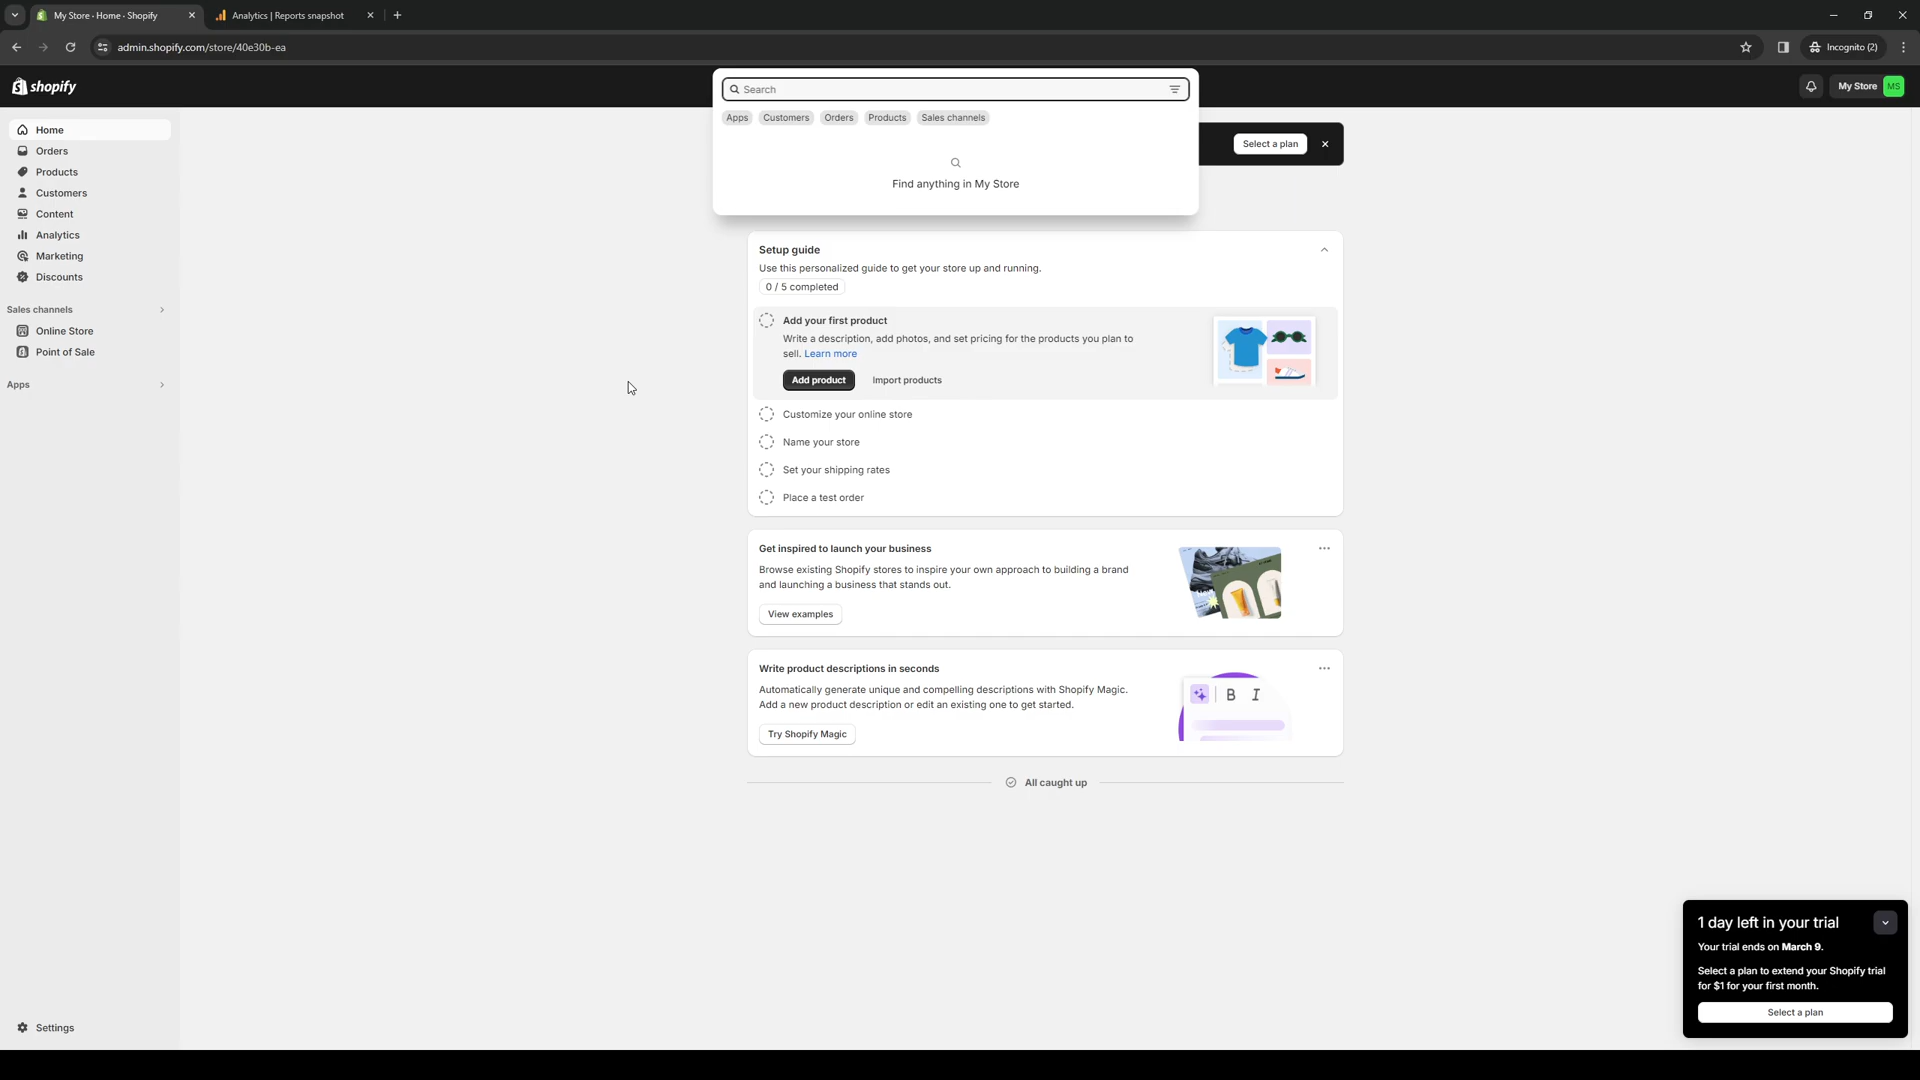 My Store · Home · Shopify
Analytics | Reports snapshot
admin.shopify.com/store/40e30b-ea
Incognito (2)
shopify
Search
My Store
MS
Apps
Customers
Orders
Products
Sales channels
Find anything in My Store
Select a plan
Home
Orders
Products
Customers
Content
Analytics
Marketing
Discounts
Sales channels
Online Store
Point of Sale
Apps
Settings
Setup guide
Use this personalized guide to get your store up and running.
0 / 5 completed
Add your first product
Write a description, add photos, and set pricing for the products you plan to
sell. Learn more
Add product
Import products
Customize your online store
Name your store
Set your shipping rates
Place a test order
Get inspired to launch your business
Browse existing Shopify stores to inspire your own approach to building a brand
and launching a business that stands out.
View examples
Write product descriptions in seconds
Automatically generate unique and compelling descriptions with Shopify Magic.
Add a new product description or edit an existing one to get started.
Try Shopify Magic
B I
All caught up
1 day left in your trial
Your trial ends on March 9.
Select a plan to extend your Shopify trial
for $1 for your first month.
Select a plan